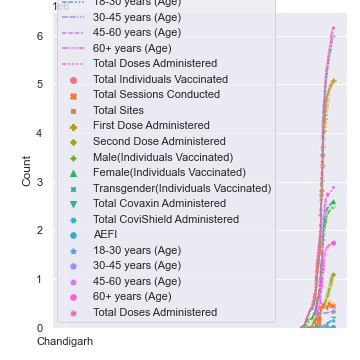 1e6
18-30 years (Age)
30-45 years (Age)
45-60 years (Age)
60+ years (Age)
Total Doses Administered
Total Individuals Vaccinated
Total Sessions Conducted
Total Sites
First Dose Administered
Second Dose Administered
Male(Individuals Vaccinated)
Female(Individuals Vaccinated)
Transgender(Individuals Vaccinated)
Total Covaxin Administered
Total CoviShield Administered
AEFI
18-30 years (Age)
30-45 years (Age)
45-60 years (Age)
60+ years (Age)
Total Doses Administered
6
5
4
3
2
1
0
Count
Chandigarh